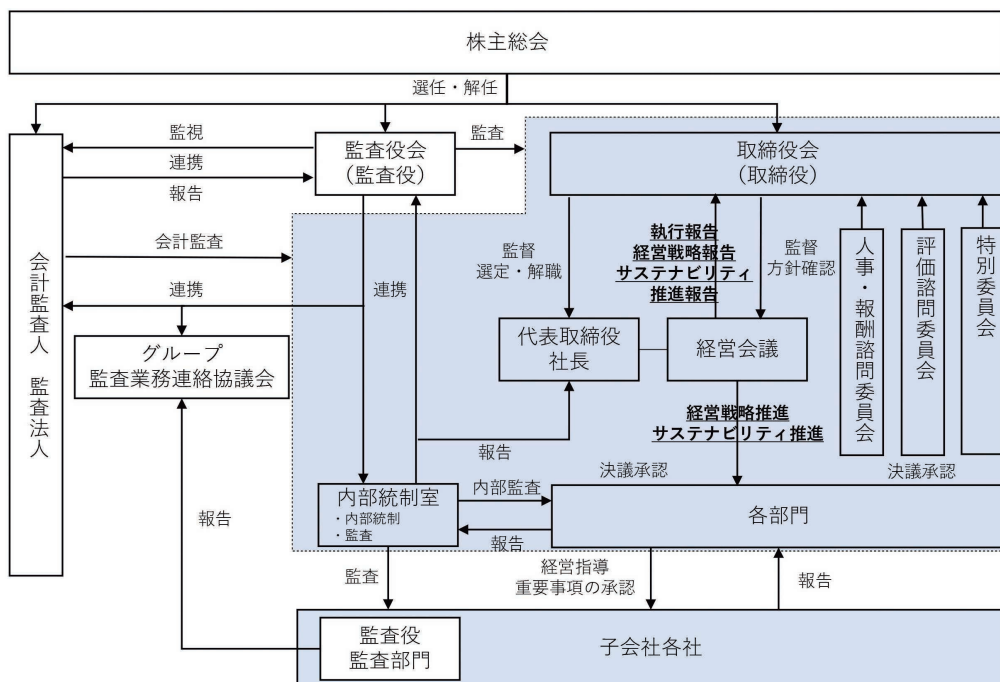 株主総会
選任・解任
監視
連携
報告
監査役会
（監査役）
監査
取締役会
（取締役）
会計監査
連携
会計監査人　監査法人
グループ
監査業務連絡協議会
連携
監督
選定・解職
執行報告
経営戦略報告
サステナビリティ
推進報告
監督
方針確認
人事・報酬諮問委員会
評価諮問委員会
特別委員会
代表取締役
社長
経営会議
経営戦略推進
サステナビリティ推進
報告
決議承認
決議承認
内部統制室
・内部統制
・監査
内部監査
報告
各部門
報告
監査
経営指導
重要事項の承認
報告
監査役
監査部門
子会社各社